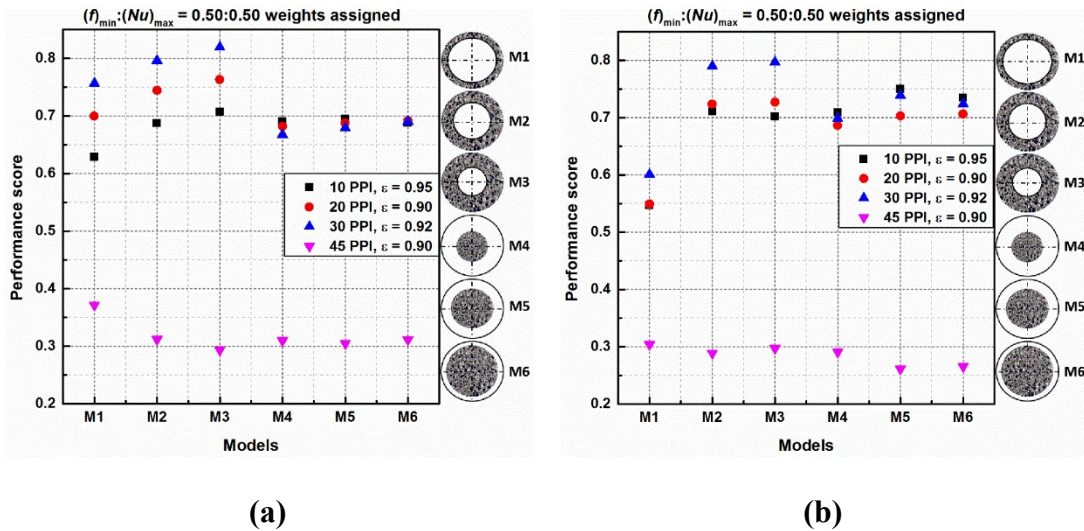 (f)min:(Nu)max = 0.50:0.50 weights assigned
Performance score
0.8
0.7
0.6
0.5
0.4
0.3
0.2
10 PPI, ε = 0.95
20 PPI, ε = 0.90
30 PPI, ε = 0.92
45 PPI, ε = 0.90
M1 M2 M3 M4 M5 M6
Models
M1
M2
M3
M4
M5
M6
(a)
(f)min:(Nu)max = 0.50:0.50 weights assigned
Performance score
0.8
0.7
0.6
0.5
0.4
0.3
0.2
10 PPI, ε = 0.95
20 PPI, ε = 0.90
30 PPI, ε = 0.92
45 PPI, ε = 0.90
M1 M2 M3 M4 M5 M6
Models
M1
M2
M3
M4
M5
M6
(b)